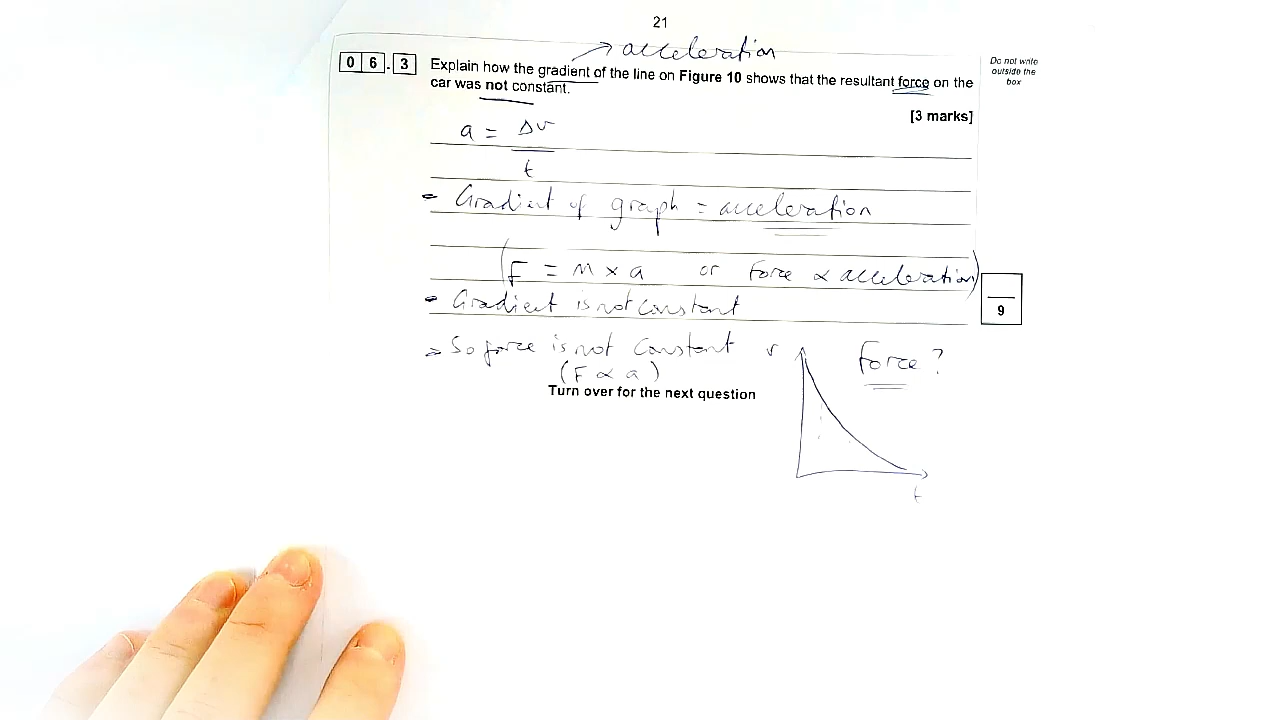 21
→ acceleration
0 6 . 3 Explain how the gradient of the line on Figure 10 shows that the resultant force on the
car was not constant.
Do not write
outside the
box
[3 marks]
a = Δv
t
- Gradient of graph = acceleration
(F = m x a or Force ∝ acceleration)
- Gradient is not constant
9
- So force is not constant
(F ∝ a)
v
Force?
Turn over for the next question
t